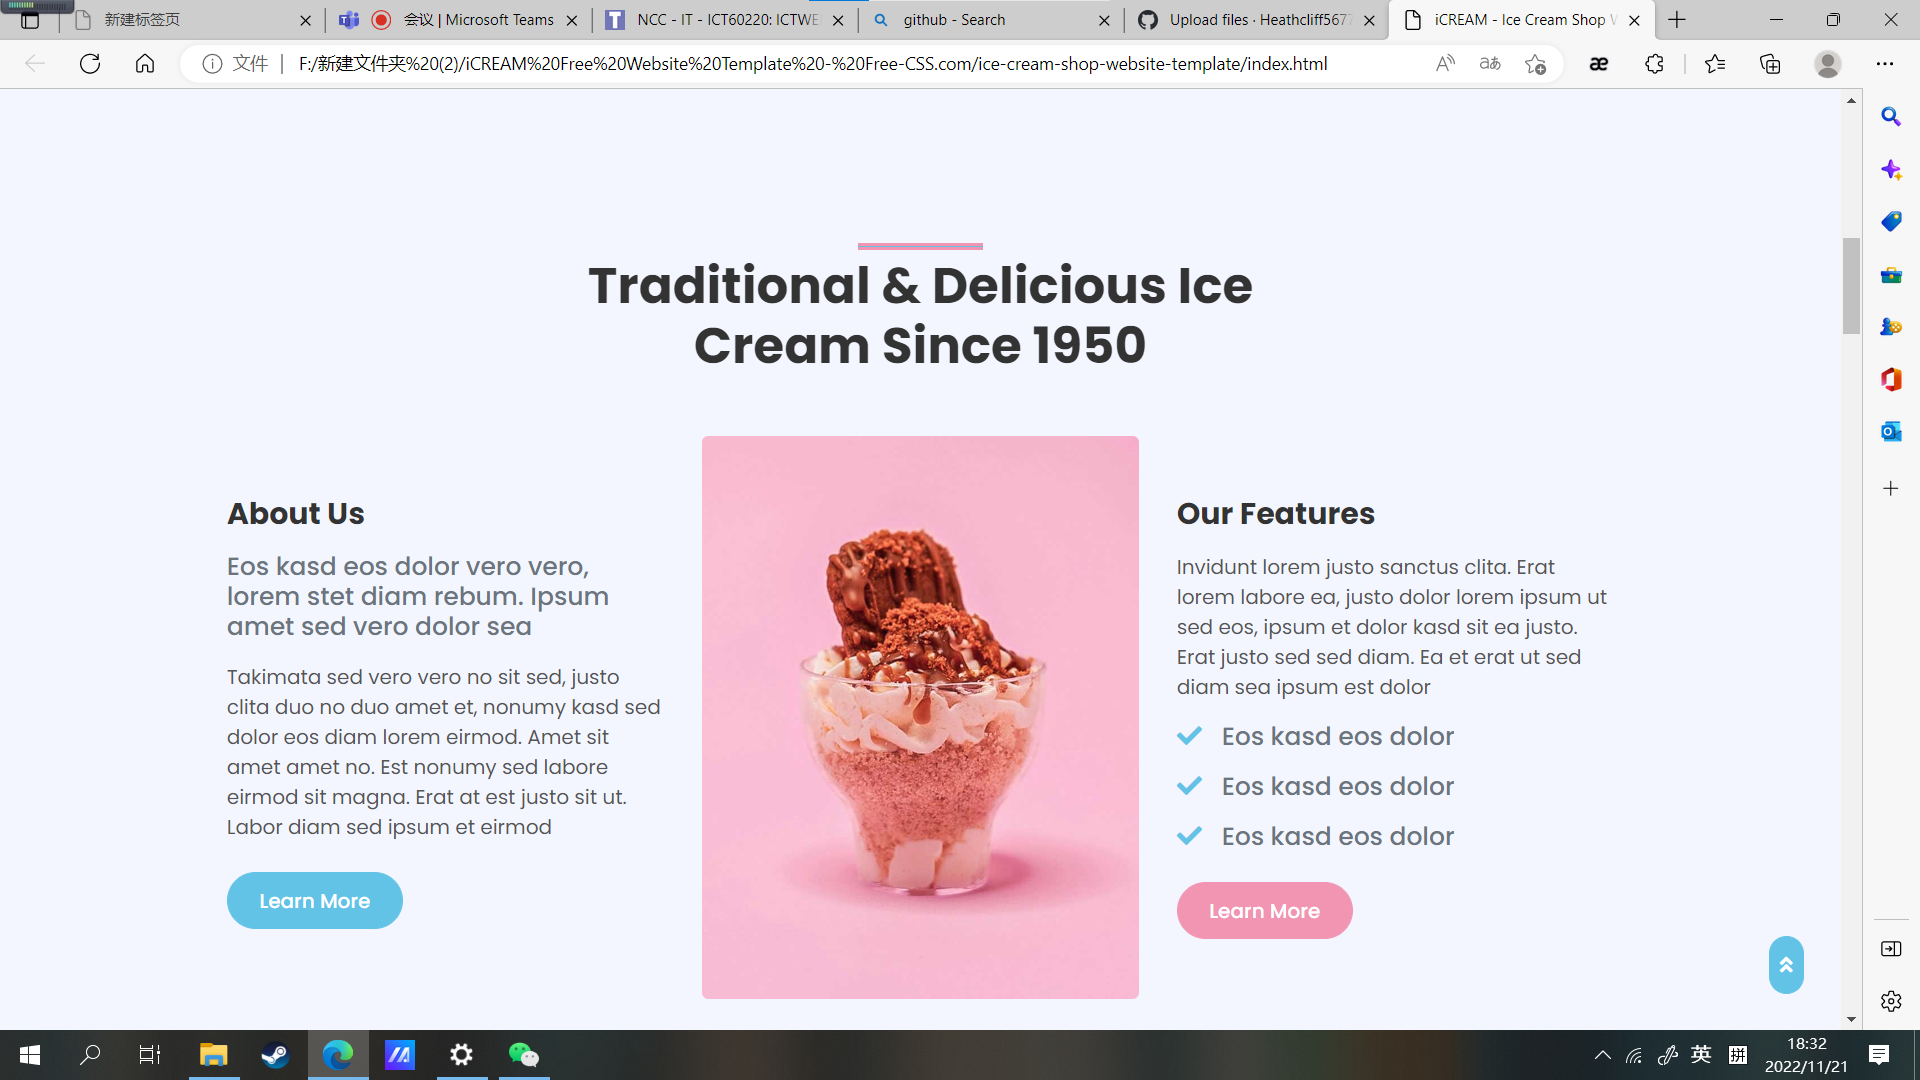 新建标签页
会议 | Microsoft Teams
NCC - IT - ICT60220: ICTWE
github - Search
Upload files · Heathcliff5677
iCREAM - Ice Cream Shop W
文件
F:/新建文件夹%20(2)/iCREAM%20Free%20Website%20Template%20-%20Free-CSS.com/ice-cream-shop-website-template/index.html
Traditional & Delicious Ice
Cream Since 1950
About Us
Eos kasd eos dolor vero vero,
lorem stet diam rebum. Ipsum
amet sed vero dolor sea
Takimata sed vero vero no sit sed, justo
clita duo no duo amet et, nonumy kasd sed
dolor eos diam lorem eirmod. Amet sit
amet amet no. Est nonumy sed labore
eirmod sit magna. Erat at est justo sit ut.
Labor diam sed ipsum et eirmod
Learn More
Our Features
Invidunt lorem justo sanctus clita. Erat
lorem labore ea, justo dolor lorem ipsum ut
sed eos, ipsum et dolor kasd sit ea justo.
Erat justo sed sed diam. Ea et erat ut sed
diam sea ipsum est dolor
Eos kasd eos dolor
Eos kasd eos dolor
Eos kasd eos dolor
Learn More
英
拼
18:32
2022/11/21